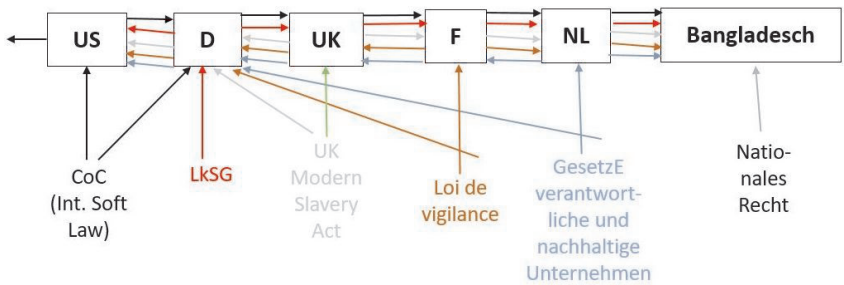 US
D
UK
F
NL
Bangladesch
CoC
(Int. Soft
Law)
LkSG
UK
Modern
Slavery
Act
Loi de
vigilance
GesetzE
verantwort-
liche und
nachhaltige
Unternehmen
Natio-
nales
Recht